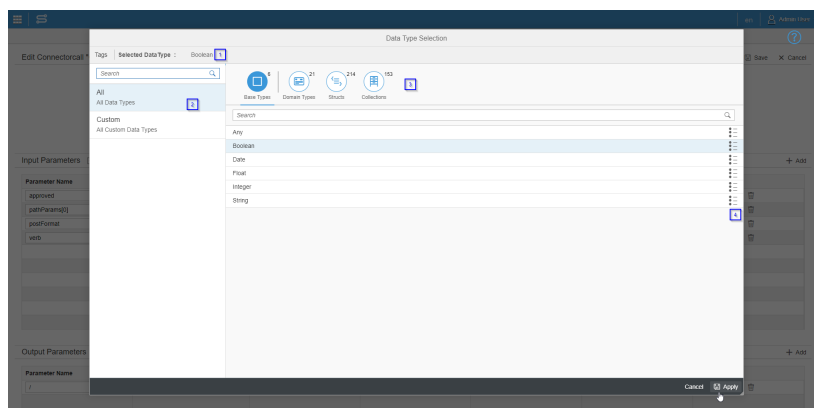 en Admin User
Data Type Selection
Edit Connectorcall
Save Cancel
Tags Selected DataType : Boolean 1
Search
6 21 214 153
3
Base Types Domain Types Structs Collections
All
All Data Types
2
Search
Custom
All Custom Data Types
Any
Boolean
Date
Float
Integer
String
4
Input Parameters
+ Add
Parameter Name
approved
pathParams[0]
postFormat
verb
Output Parameters
+ Add
Parameter Name
Cancel Apply